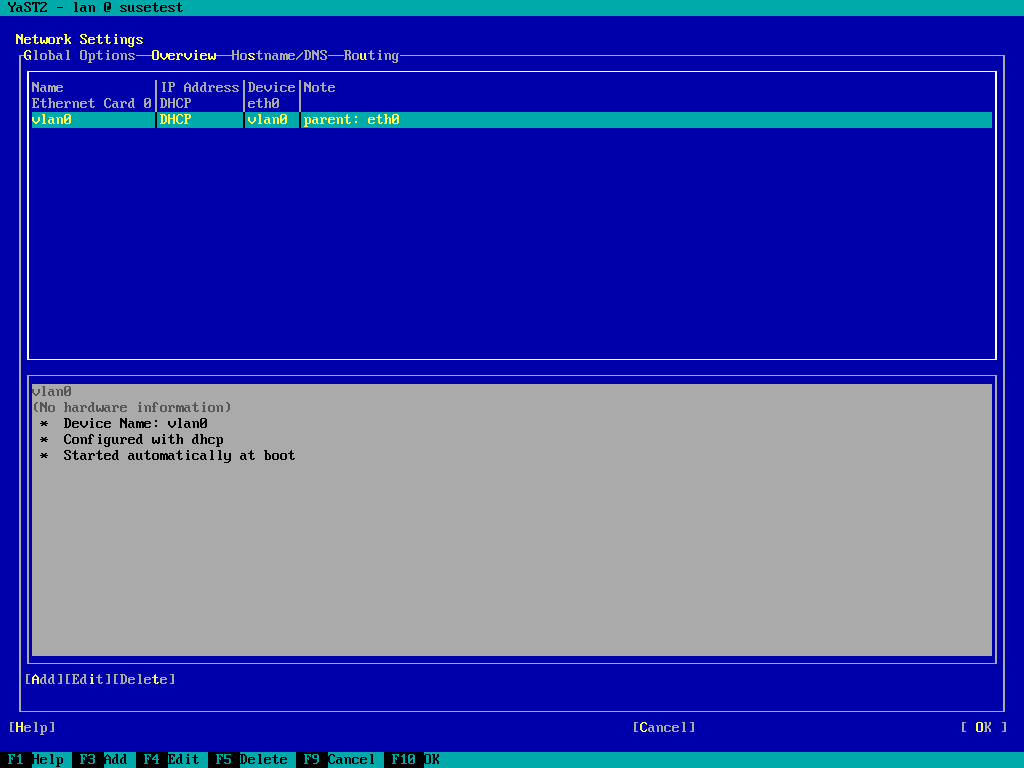 YaST2 - lan @ susetest
Network Settings
Global Options Overview Hostname/DNS Routing
Name IP Address Device Note
Ethernet Card 0 DHCP eth0
vlan0 DHCP vlan0 parent: eth0
vlan0
(No hardware information)
* Device Name: vlan0
* Configured with dhcp
* Started automatically at boot
[Add][Edit][Delete]
[Help] [Cancel] [ OK ]
F1 Help F3 Add F4 Edit F5 Delete F9 Cancel F10 OK